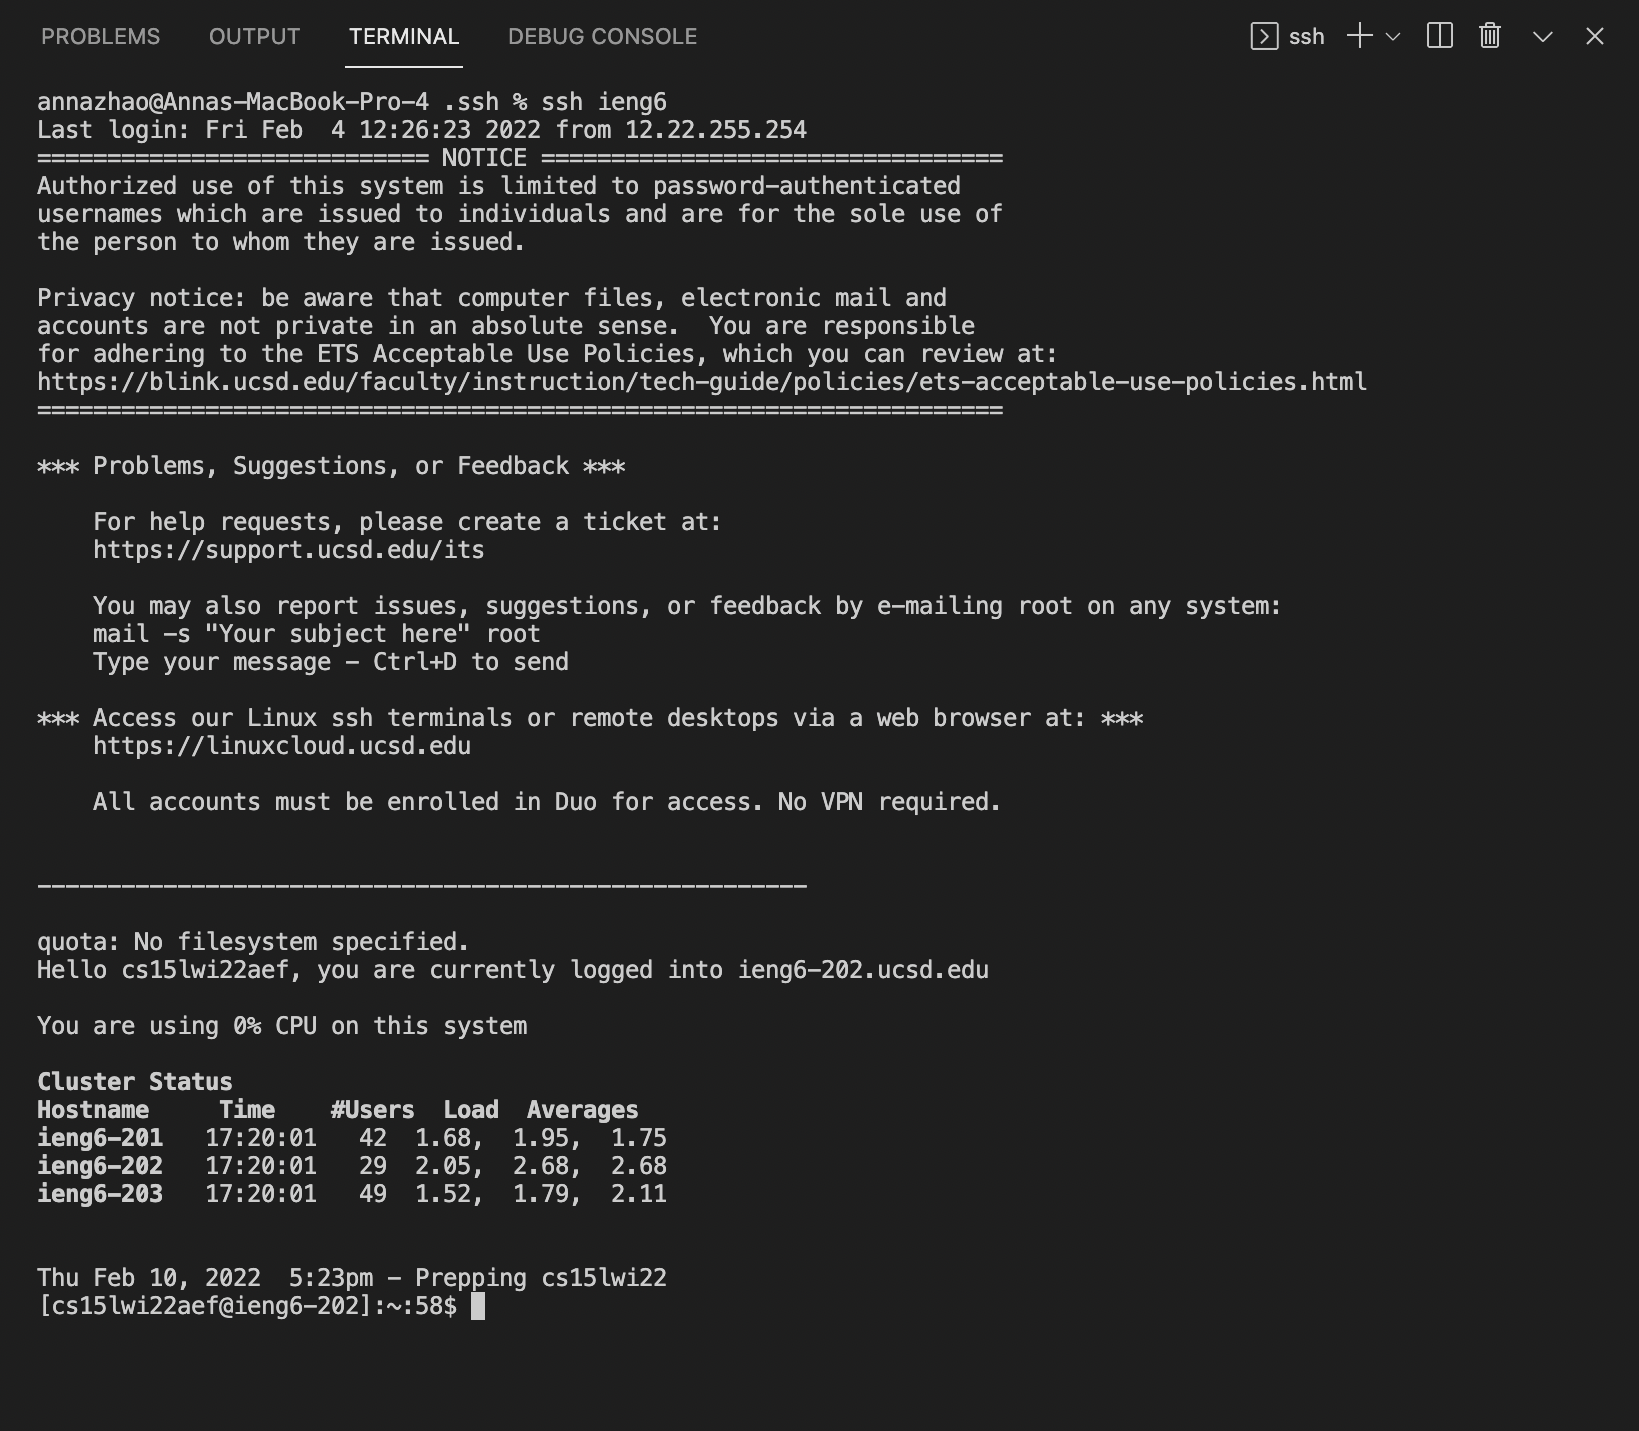 PROBLEMS OUTPUT TERMINAL DEBUG CONSOLE ssh
annazhao@Annas-MacBook-Pro-4 .ssh % ssh ieng6
Last login: Fri Feb  4 12:26:23 2022 from 12.22.255.254
============================ NOTICE =================================
Authorized use of this system is limited to password-authenticated
usernames which are issued to individuals and are for the sole use of
the person to whom they are issued.
Privacy notice: be aware that computer files, electronic mail and
accounts are not private in an absolute sense.  You are responsible
for adhering to the ETS Acceptable Use Policies, which you can review at:
https://blink.ucsd.edu/faculty/instruction/tech-guide/policies/ets-acceptable-use-policies.html
=====================================================================
*** Problems, Suggestions, or Feedback ***
For help requests, please create a ticket at:
https://support.ucsd.edu/its
You may also report issues, suggestions, or feedback by e-mailing root on any system:
mail -s "Your subject here" root
Type your message - Ctrl+D to send
*** Access our Linux ssh terminals or remote desktops via a web browser at: ***
https://linuxcloud.ucsd.edu
All accounts must be enrolled in Duo for access. No VPN required.
-------------------------------------------------------
quota: No filesystem specified.
Hello cs15lwi22aef, you are currently logged into ieng6-202.ucsd.edu
You are using 0% CPU on this system
Cluster Status
Hostname     Time    #Users  Load  Averages
ieng6-201   17:20:01   42  1.68,  1.95,  1.75
ieng6-202   17:20:01   29  2.05,  2.68,  2.68
ieng6-203   17:20:01   49  1.52,  1.79,  2.11
Thu Feb 10, 2022  5:23pm - Prepping cs15lwi22
[cs15lwi22aef@ieng6-202]:~:58$